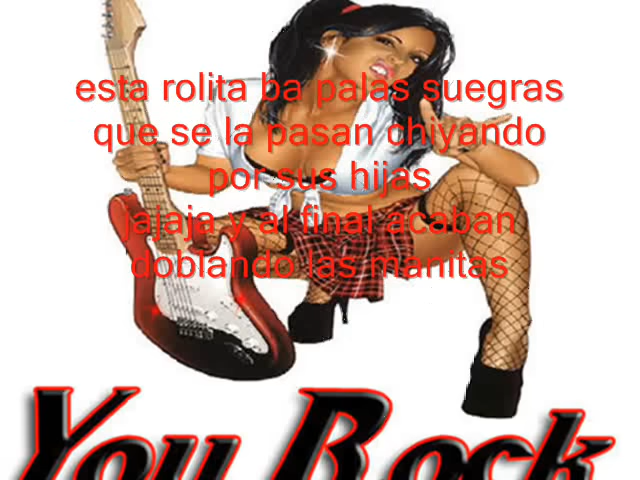 esta rolita ba palas suegras
que se la pasan chiyando
por sus hijas
jajaja y al final acaban
doblando las manitas
You Rock